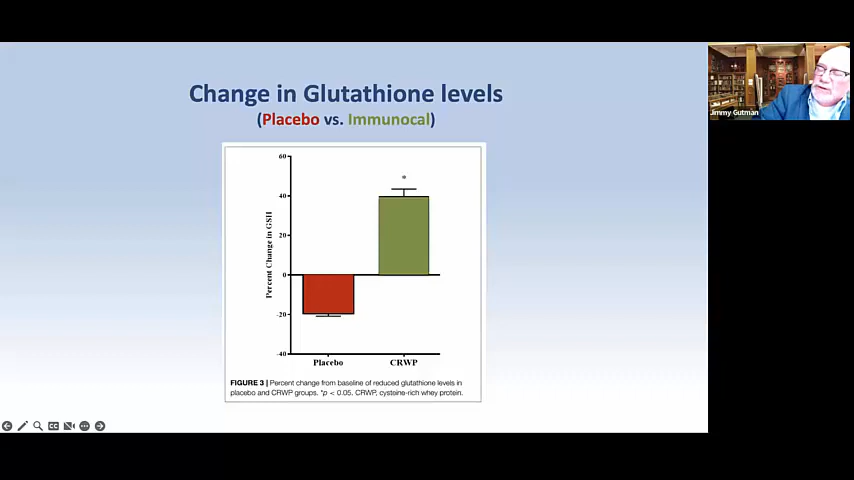 Change in Glutathione levels
(Placebo vs. Immunocal)
Jimmy Gutman
60
40
20
0
-20
-40
Percent Change in GSH
*
Placebo CRWP
FIGURE 3 | Percent change from baseline of reduced glutathione levels in
placebo and CRWP groups. *p < 0.05. CRWP, cysteine-rich whey protein.
CC